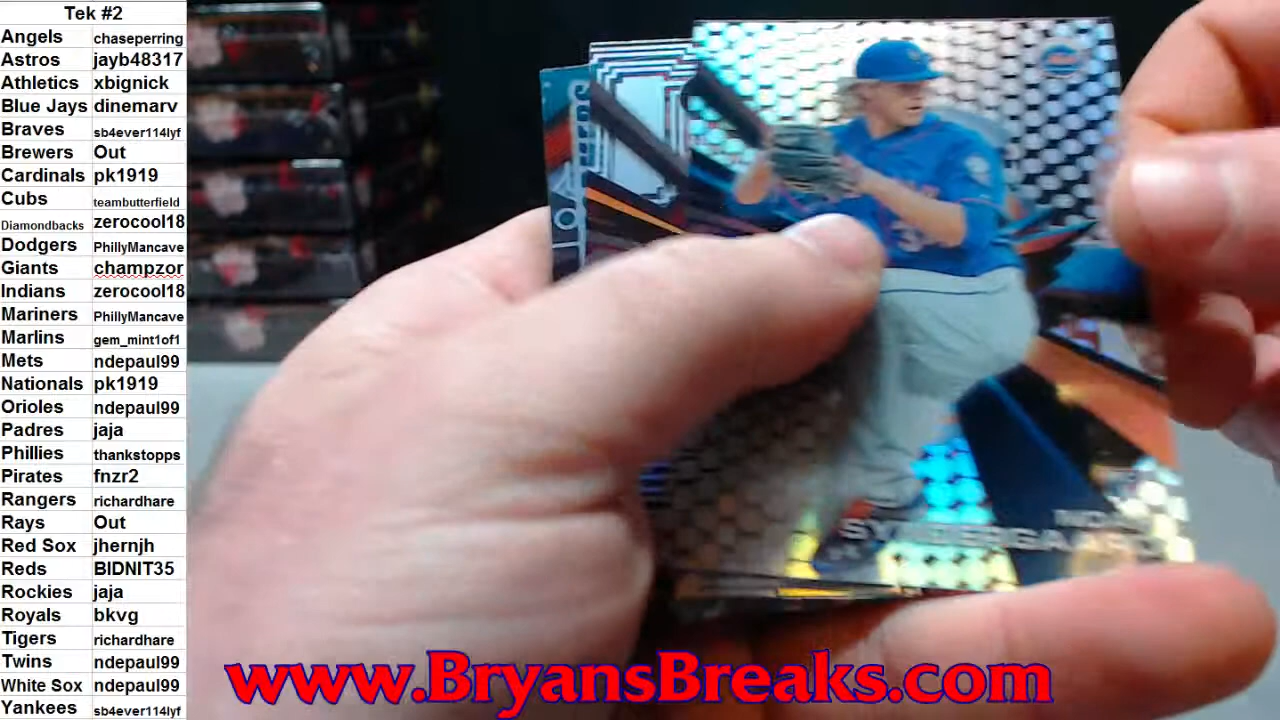 Tek #2
Angels chaseperring
Astros jayb48317
Athletics xbignick
Blue Jays dinemarv
Braves sb4ever114lyf
Brewers Out
Cardinals pk1919
Cubs teambutterfield
Diamondbacks zerocool18
Dodgers PhillyMancave
Giants champzor
Indians zerocool18
Mariners PhillyMancave
Marlins gem_mint1of1
Mets ndepaul99
Nationals pk1919
Orioles ndepaul99
Padres jaja
Phillies thankstopps
Pirates fnzr2
Rangers richardhare
Rays Out
Red Sox jhernjh
Reds BIDNIT35
Rockies jaja
Royals bkvg
Tigers richardhare
Twins ndepaul99
White Sox ndepaul99
Yankees sb4ever114lyf
www.BryansBreaks.com